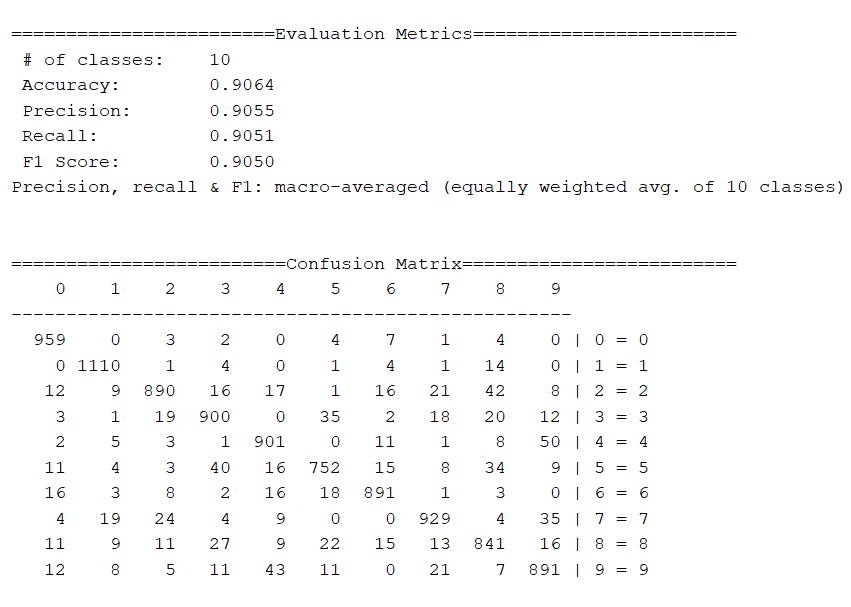 ========================Evaluation Metrics========================
# of classes:    10
Accuracy:        0.9064
Precision:       0.9055
Recall:          0.9051
F1 Score:        0.9050
Precision, recall & F1: macro-averaged (equally weighted avg. of 10 classes)
=========================Confusion Matrix=========================
0    1    2    3    4    5    6    7    8    9
---------------------------------------------------
959    0    3    2    0    4    7    1    4    0 | 0 = 0
0 1110    1    4    0    1    4    1   14    0 | 1 = 1
12    9  890   16   17    1   16   21   42    8 | 2 = 2
3    1   19  900    0   35    2   18   20   12 | 3 = 3
2    5    3    1  901    0   11    1    8   50 | 4 = 4
11    4    3   40   16  752   15    8   34    9 | 5 = 5
16    3    8    2   16   18  891    1    3    0 | 6 = 6
4   19   24    4    9    0    0  929    4   35 | 7 = 7
11    9   11   27    9   22   15   13  841   16 | 8 = 8
12    8    5   11   43   11    0   21    7  891 | 9 = 9